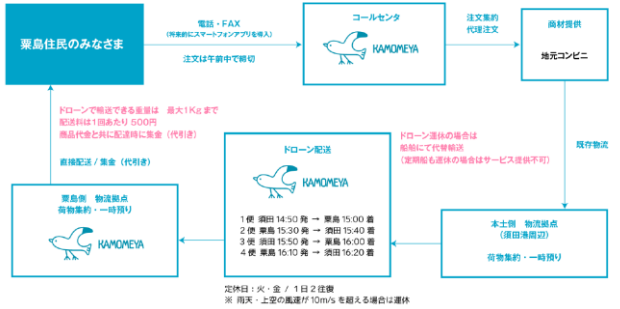 粟島住民のみなさま
電話・FAX
(将来的にスマートフォンアプリを導入)
注文は午前中で締切
コールセンタ
KAMOMEYA
注文集約
代理注文
商材提供
地元コンビニ
ドローンで輸送できる重量は 最大1Kgまで
配送料は1回あたり500円
商品代金と共に配達時に集金(代引き)
直接配送 / 集金(代引き)
ドローン配送
KAMOMEYA
1便 須田 14:50 発 → 粟島 15:00 着
2便 粟島 15:30 発 → 須田 15:40 着
3便 須田 15:50 発 → 粟島 16:00 着
4便 粟島 16:10 発 → 須田 16:20 着
定休日:火・金 / 1日2往復
※ 雨天・上空の風速が10m/sを超える場合は運休
ドローン運休の場合は
船舶にて代替輸送
(定期船も運休の場合はサービス提供不可)
既存物流
粟島側 物流拠点
荷物集約・一時預り
KAMOMEYA
本土側 物流拠点
(須田港周辺)
荷物集約・一時預り